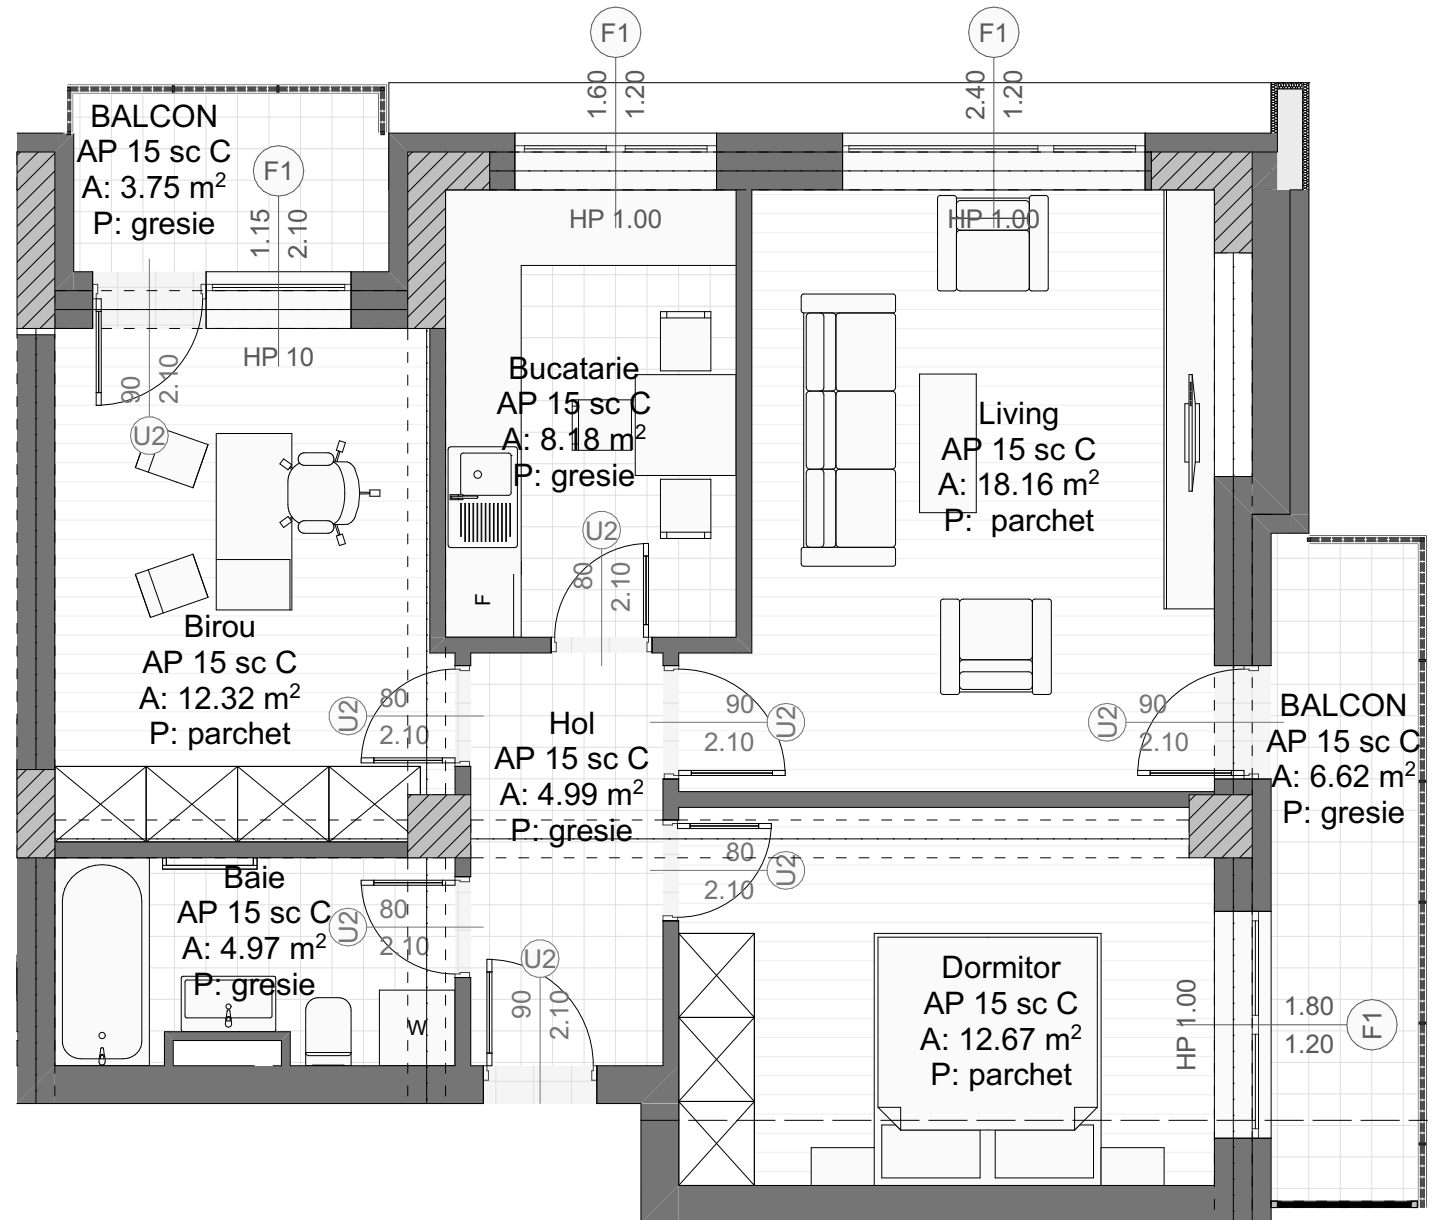 F1
1.60
1.20
F1
2.40
1.20
BALCON
AP 15 sc C
A: 3.75 m²
P: gresie
F1
1.15
2.10
HP 1.00
HP 1.00
HP 10
90
2.10
U2
Bucatarie
AP 15 sc C
A: 8.18 m²
P: gresie
Living
AP 15 sc C
A: 18.16 m²
P: parchet
U2
80
2.10
F
Birou
AP 15 sc C
A: 12.32 m²
P: parchet
U2
80
2.10
Hol
AP 15 sc C
A: 4.99 m²
P: gresie
90
2.10
U2
U2
90
2.10
BALCON
AP 15 sc C
A: 6.62 m²
P: gresie
80
2.10
U2
Baie
AP 15 sc C
A: 4.97 m²
P: gresie
U2
80
2.10
U2
90
2.10
W
Dormitor
AP 15 sc C
A: 12.67 m²
P: parchet
HP 1.00
1.80
1.20
F1